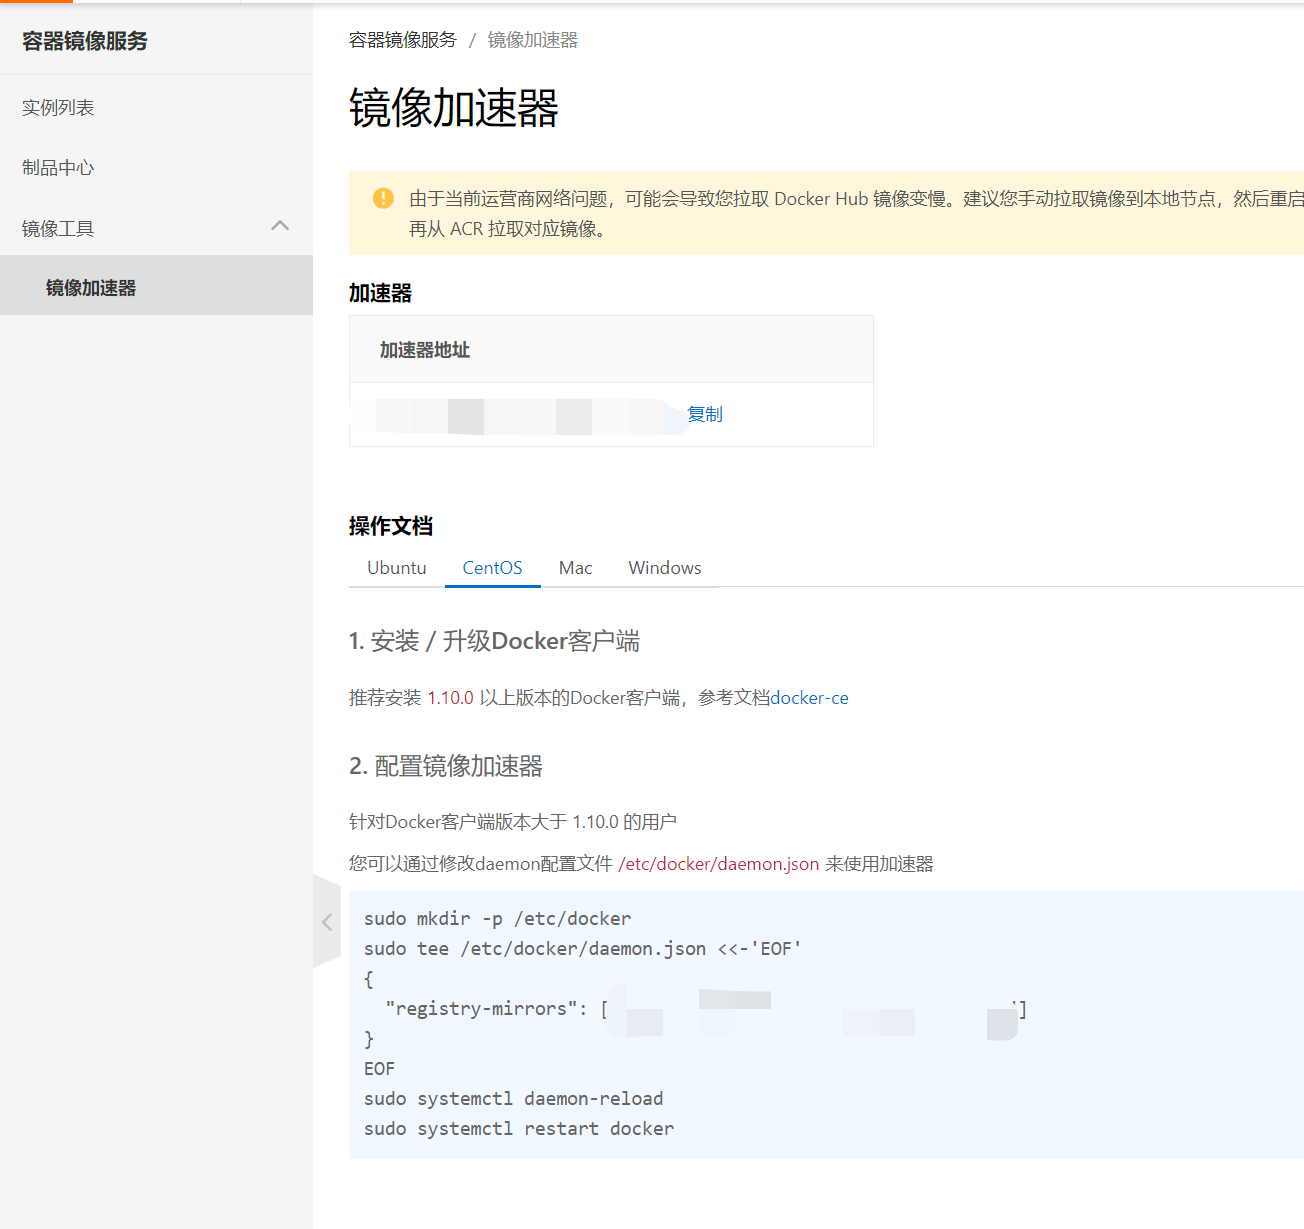 容器镜像服务
实例列表
制品中心
镜像工具
镜像加速器
容器镜像服务 / 镜像加速器
镜像加速器
由于当前运营商网络问题，可能会导致您拉取 Docker Hub 镜像变慢。建议您手动拉取镜像到本地节点，然后重启
再从 ACR 拉取对应镜像。
加速器
加速器地址
复制
操作文档
Ubuntu CentOS Mac Windows
1. 安装 / 升级Docker客户端
推荐安装 1.10.0 以上版本的Docker客户端，参考文档docker-ce
2. 配置镜像加速器
针对Docker客户端版本大于 1.10.0 的用户
您可以通过修改daemon配置文件 /etc/docker/daemon.json 来使用加速器
sudo mkdir -p /etc/docker
sudo tee /etc/docker/daemon.json <<-'EOF'
{
"registry-mirrors": [ ]
}
EOF
sudo systemctl daemon-reload
sudo systemctl restart docker